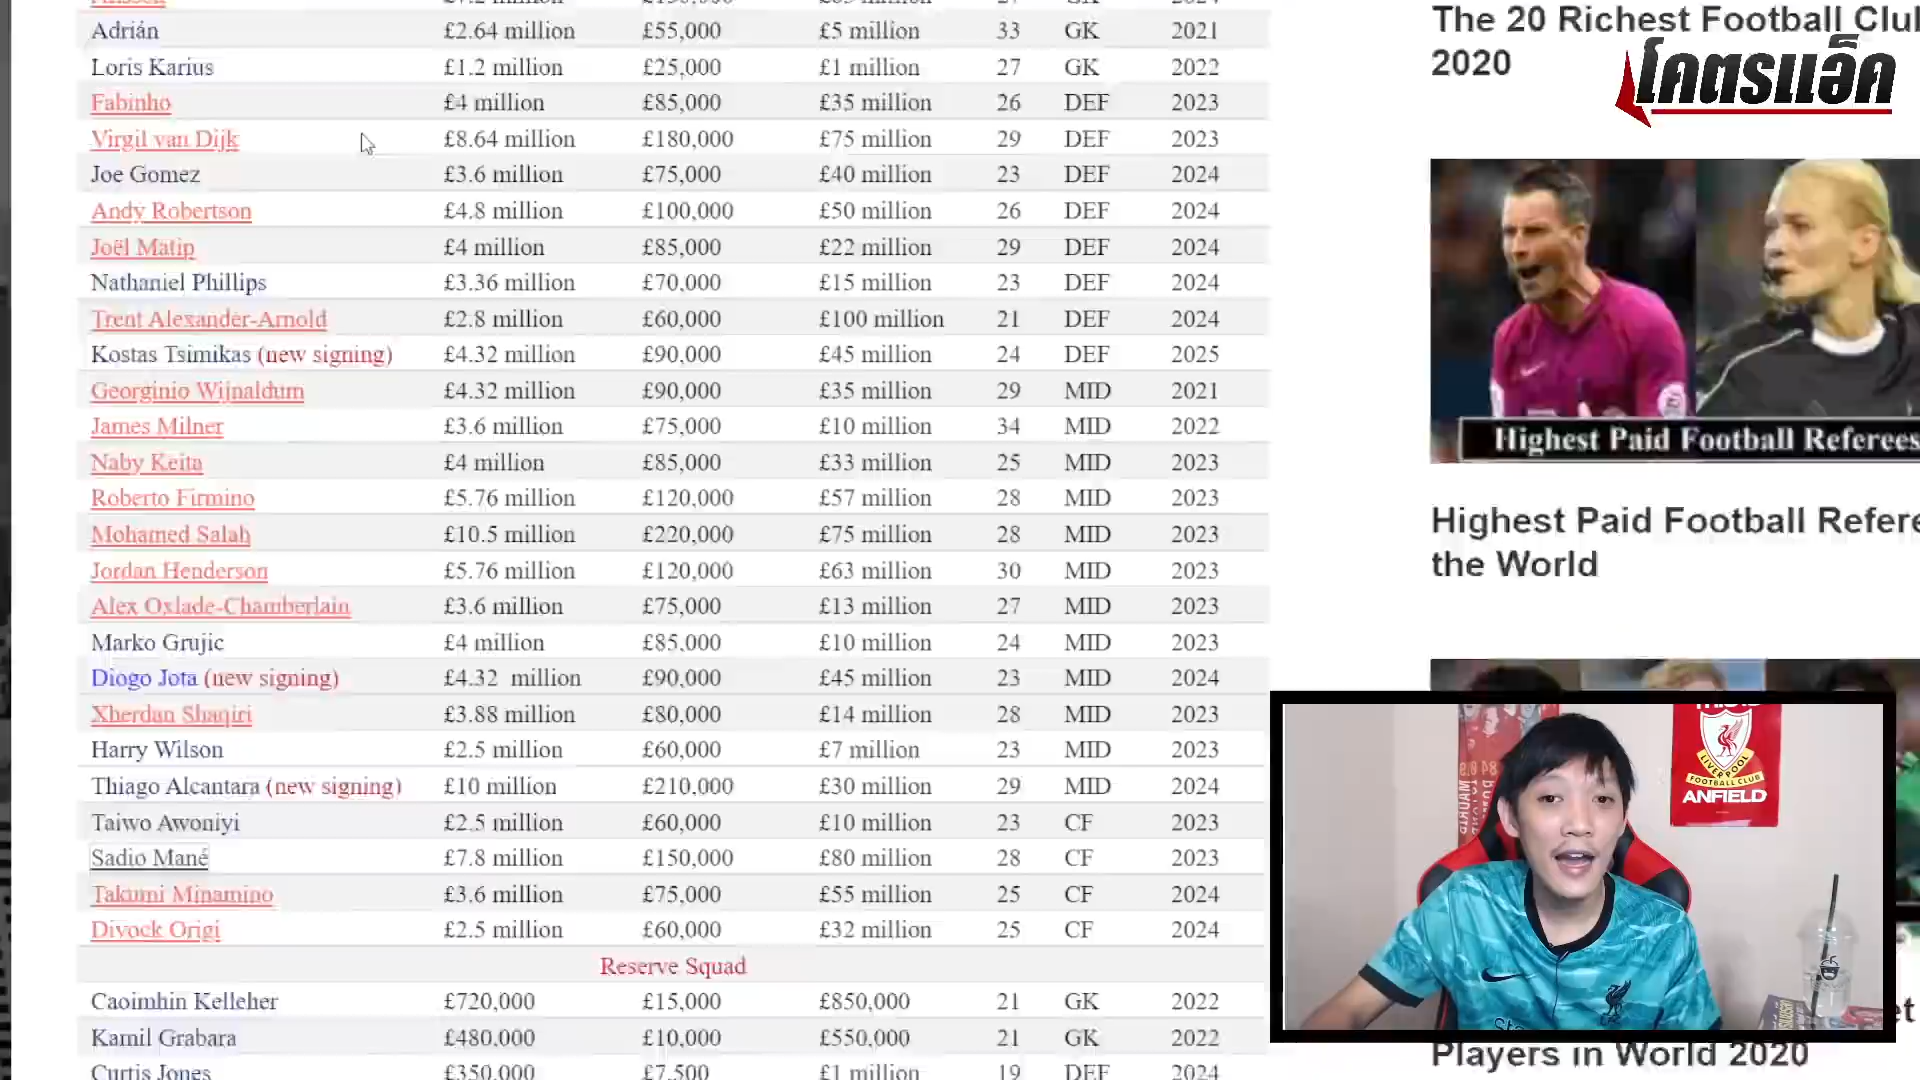 Adrián £2.64 million £55,000 £5 million 33 GK 2021
Loris Karius £1.2 million £25,000 £1 million 27 GK 2022
Fabinho £4 million £85,000 £35 million 26 DEF 2023
Virgil van Dijk £8.64 million £180,000 £75 million 29 DEF 2023
Joe Gomez £3.6 million £75,000 £40 million 23 DEF 2024
Andy Robertson £4.8 million £100,000 £50 million 26 DEF 2024
Joël Matip £4 million £85,000 £22 million 29 DEF 2024
Nathaniel Phillips £3.36 million £70,000 £15 million 23 DEF 2024
Trent Alexander-Arnold £2.8 million £60,000 £100 million 21 DEF 2024
Kostas Tsimikas (new signing) £4.32 million £90,000 £45 million 24 DEF 2025
Georginio Wijnaldum £4.32 million £90,000 £35 million 29 MID 2021
James Milner £3.6 million £75,000 £10 million 34 MID 2022
Naby Keita £4 million £85,000 £33 million 25 MID 2023
Roberto Firmino £5.76 million £120,000 £57 million 28 MID 2023
Mohamed Salah £10.5 million £220,000 £75 million 28 MID 2023
Jordan Henderson £5.76 million £120,000 £63 million 30 MID 2023
Alex Oxlade-Chamberlain £3.6 million £75,000 £13 million 27 MID 2023
Marko Grujic £4 million £85,000 £10 million 24 MID 2023
Diogo Jota (new signing) £4.32 million £90,000 £45 million 23 MID 2024
Xherdan Shaqiri £3.88 million £80,000 £14 million 28 MID 2023
Harry Wilson £2.5 million £60,000 £7 million 23 MID 2023
Thiago Alcantara (new signing) £10 million £210,000 £30 million 29 MID 2024
Taiwo Awoniyi £2.5 million £60,000 £10 million 23 CF 2023
Sadio Mané £7.8 million £150,000 £80 million 28 CF 2023
Takumi Minamino £3.6 million £75,000 £55 million 25 CF 2024
Divock Origi £2.5 million £60,000 £32 million 25 CF 2024
Reserve Squad
Caoimhin Kelleher £720,000 £15,000 £850,000 21 GK 2022
Kamil Grabara £480,000 £10,000 £550,000 21 GK 2022
Curtis Jones £350,000 £7,500 £1 million 19 DEF 2024
The 20 Richest Football Clu
2020
โคตรแอ็ค
Highest Paid Football Referees
Highest Paid Football Refere
the World
LIVERPOOL
FOOTBALL CLUB
ANFIELD
Players in World 2020